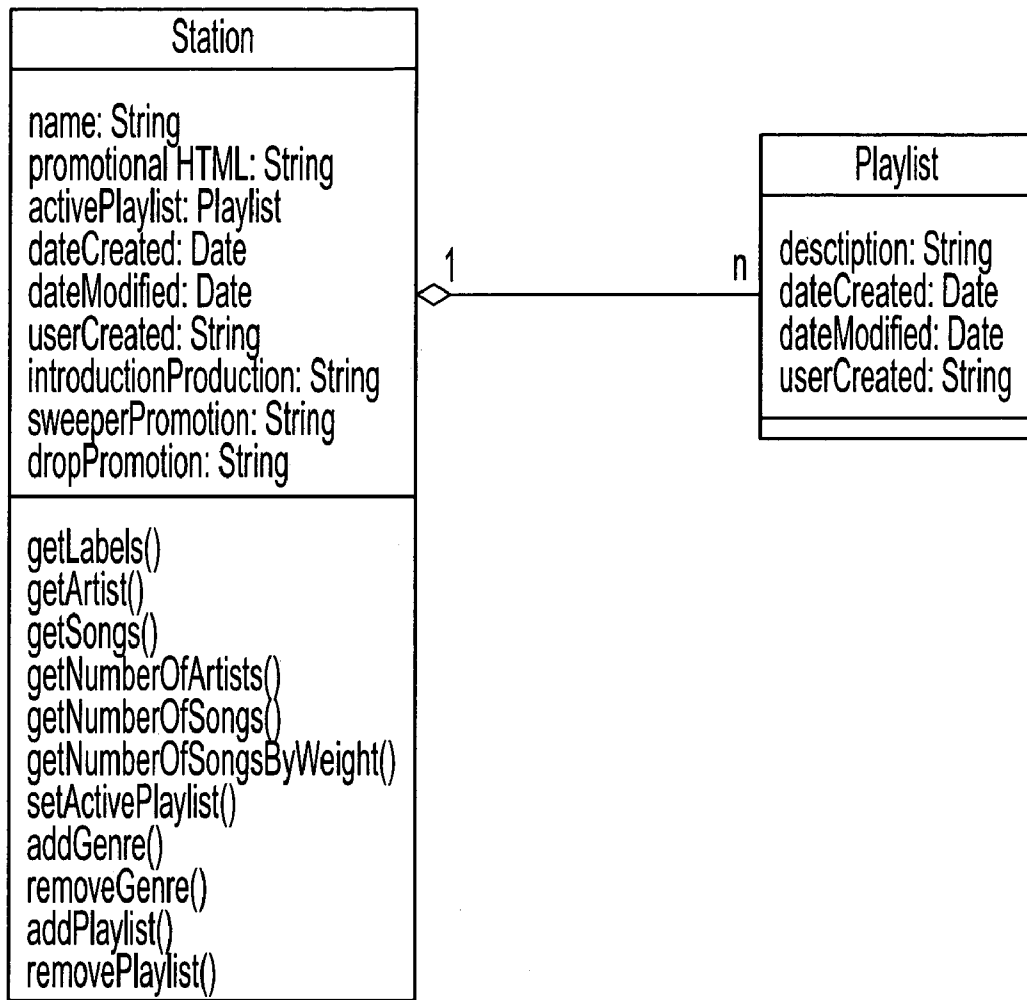 Station
name: String
promotional HTML: String
activePlaylist: Playlist
dateCreated: Date
dateModified: Date
userCreated: String
introductionProduction: String
sweeperPromotion: String
dropPromotion: String
getLabels()
getArtist()
getSongs()
getNumberOfArtists()
getNumberOfSongs()
getNumberOfSongsByWeight()
setActivePlaylist()
addGenre()
removeGenre()
addPlaylist()
removePlaylist()
1
n
Playlist
desctiption: String
dateCreated: Date
dateModified: Date
userCreated: String